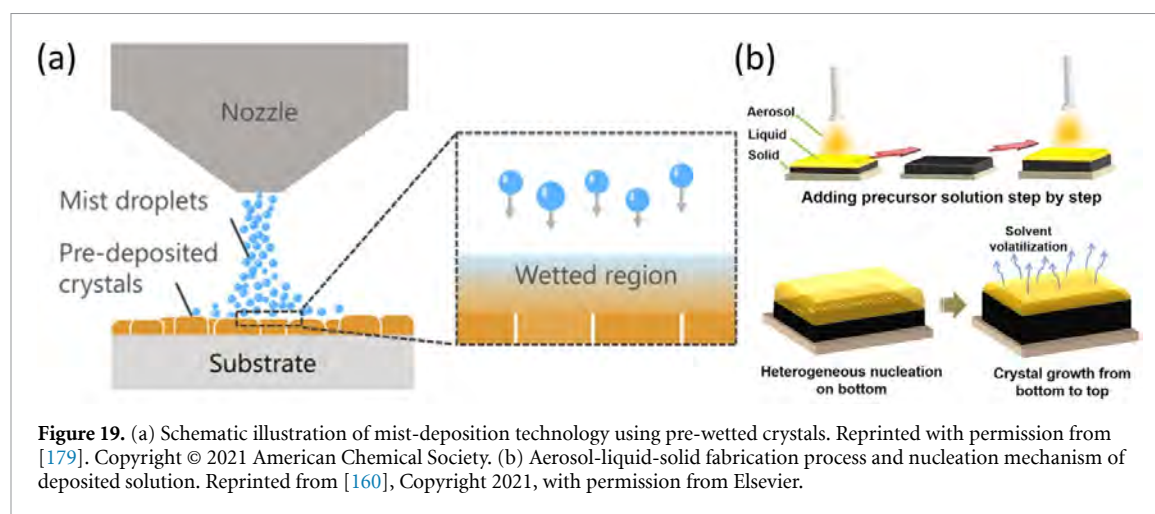 (a)
Nozzle
Mist droplets
Pre-deposited
crystals
Substrate
Wetted region
(b)
Aerosol
Liquid
Solid
Adding precursor solution step by step
Solvent
volatilization
Heterogeneous nucleation
on bottom
Crystal growth from
bottom to top
Figure 19. (a) Schematic illustration of mist-deposition technology using pre-wetted crystals. Reprinted with permission from
[179]. Copyright © 2021 American Chemical Society. (b) Aerosol-liquid-solid fabrication process and nucleation mechanism of
deposited solution. Reprinted from [160], Copyright 2021, with permission from Elsevier.